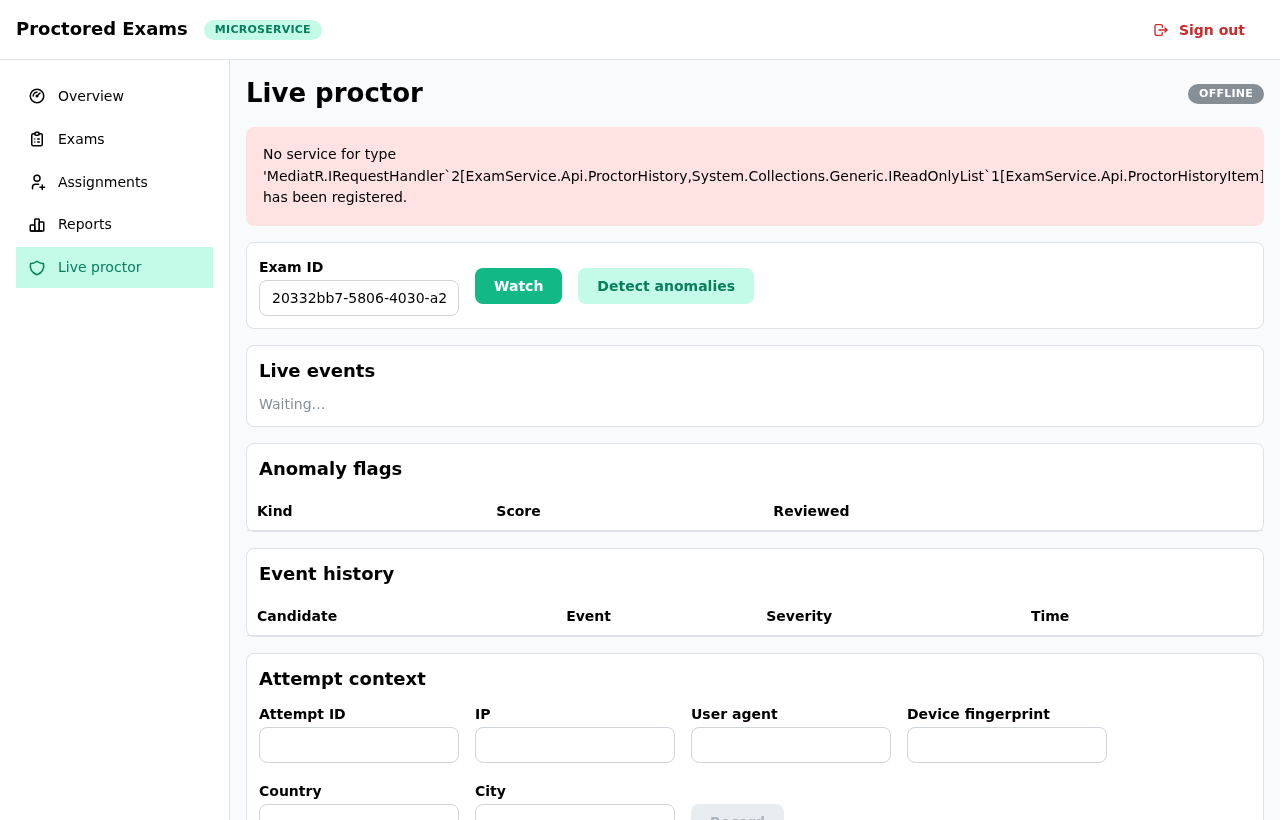 Proctored Exams
MICROSERVICE
Sign out
Overview
Exams
Assignments
Reports
Live proctor
Live proctor
OFFLINE
No service for type
'MediatR.IRequestHandler`2[ExamService.Api.ProctorHistory,System.Collections.Generic.IReadOnlyList`1[ExamService.Api.ProctorHistoryItem]
has been registered.
Exam ID
20332bb7-5806-4030-a2
Watch
Detect anomalies
Live events
Waiting...
Anomaly flags
Kind Score Reviewed
Event history
Candidate Event Severity Time
Attempt context
Attempt ID IP User agent Device fingerprint
Country City
Record